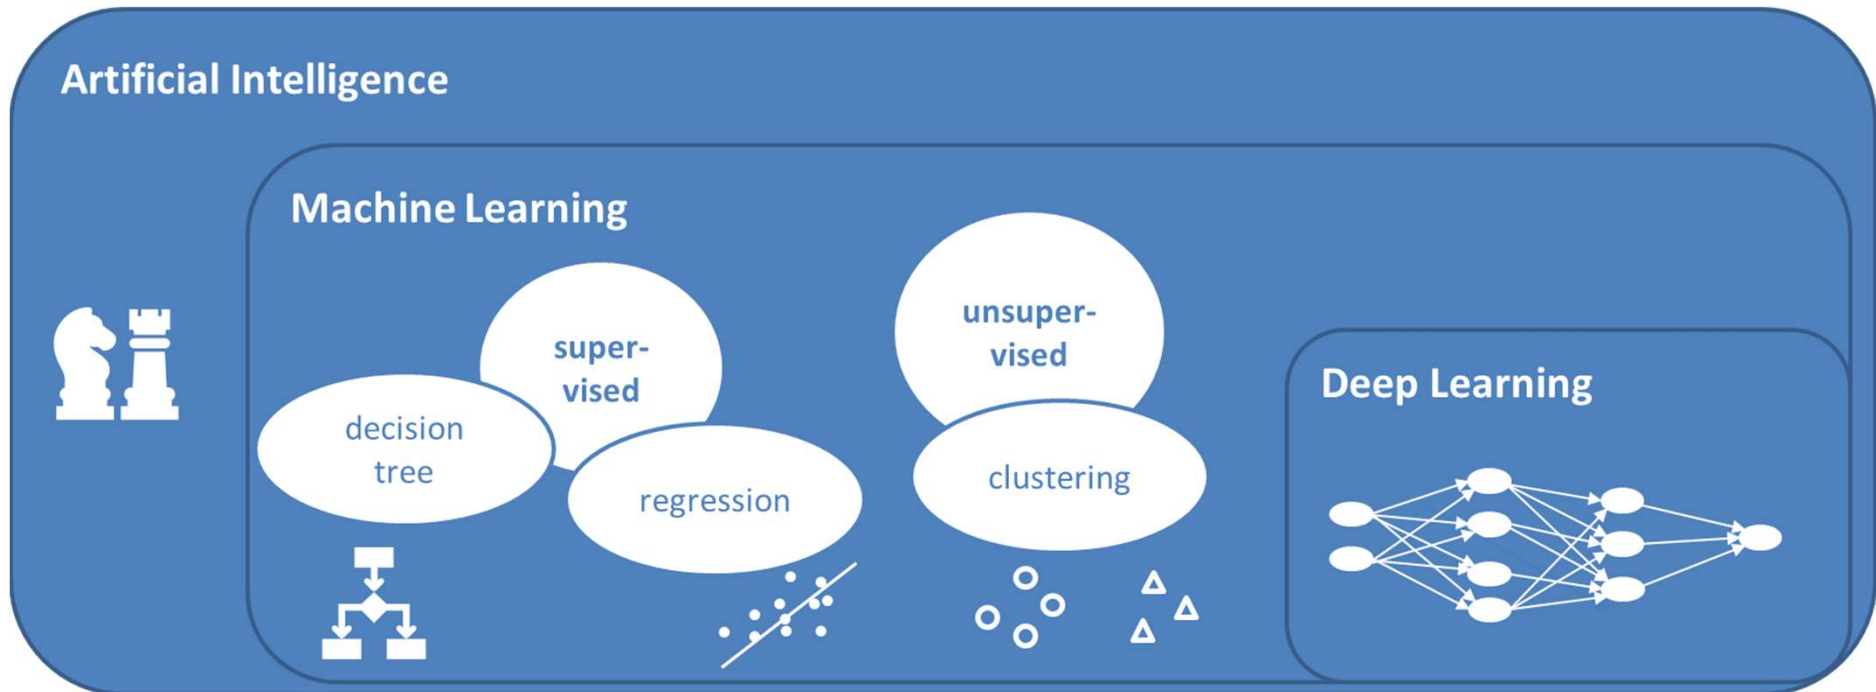 Artificial Intelligence
Machine Learning
super-
vised
decision
tree
regression
unsuper-
vised
clustering
Deep Learning